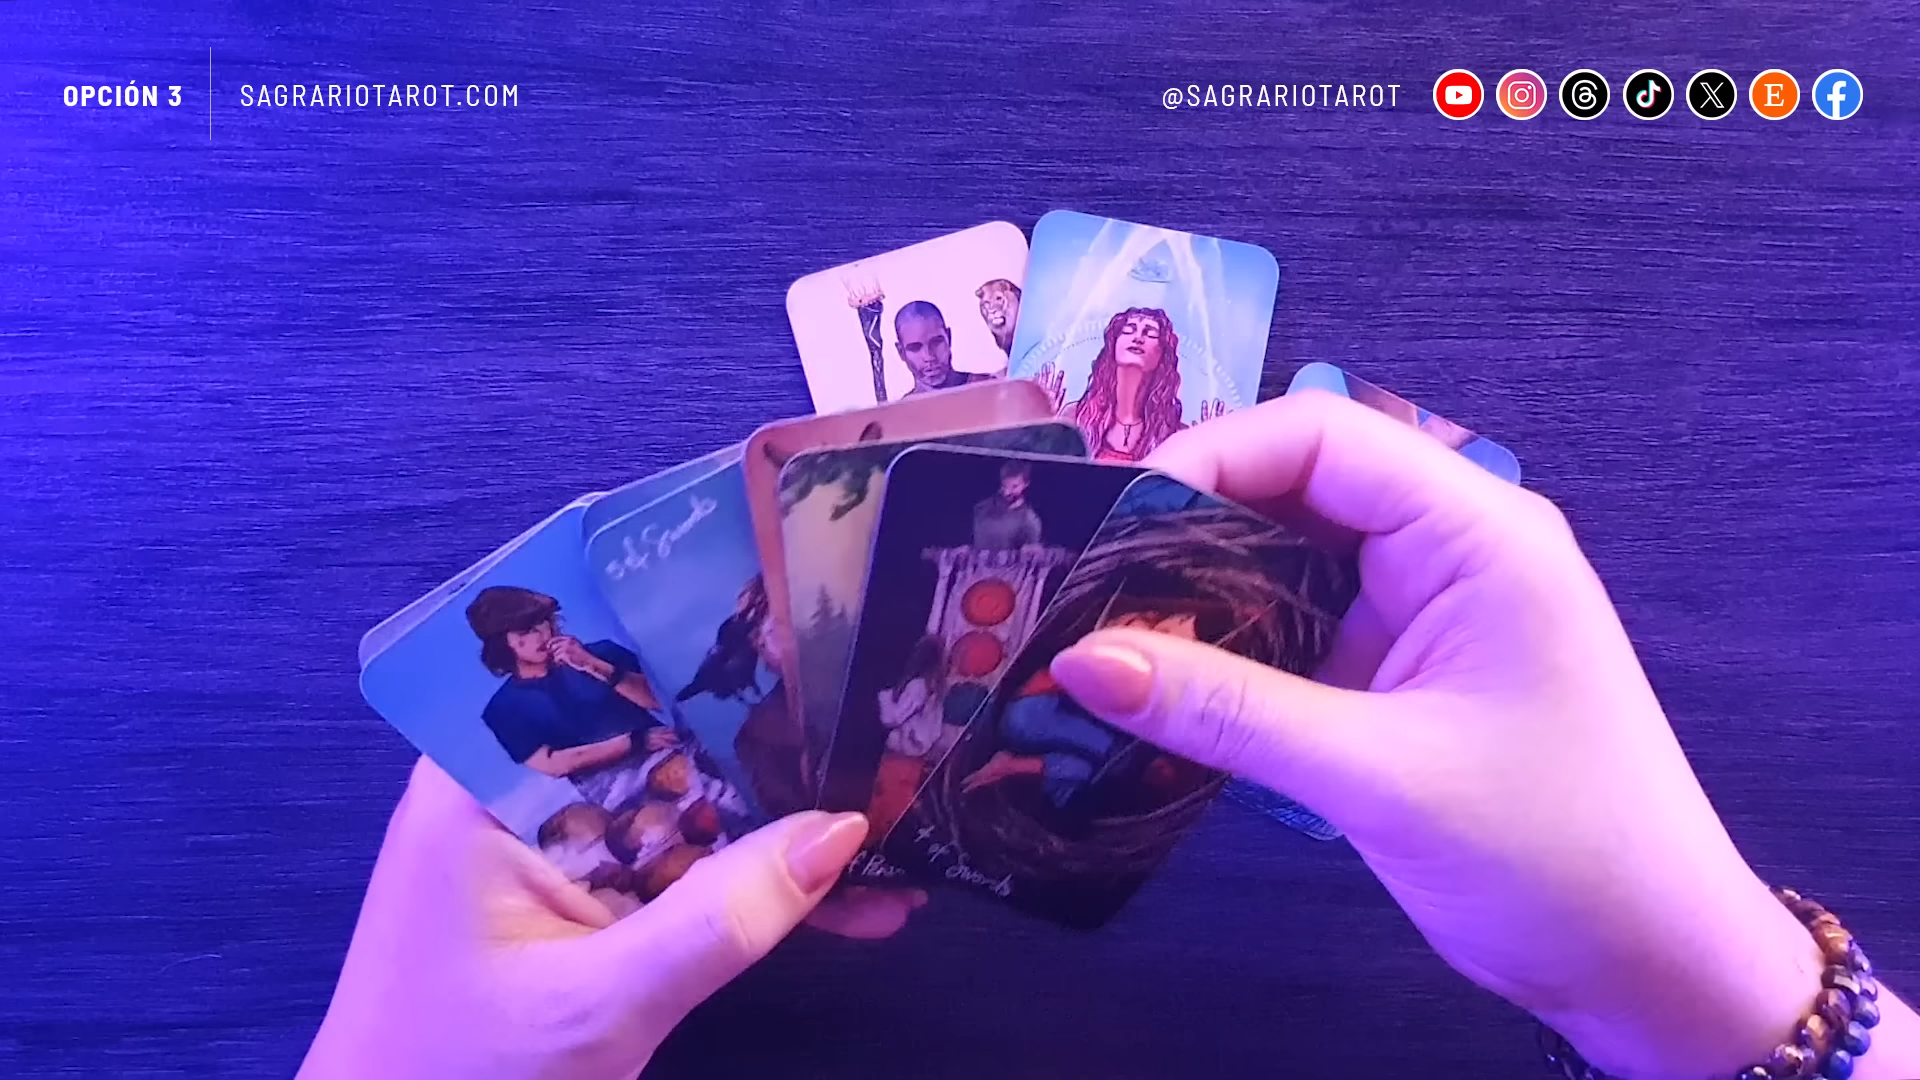 OPCIÓN 3
SAGRARIOTAROT.COM
@SAGRARIOTAROT
E
5 of Swords
4 of Swords